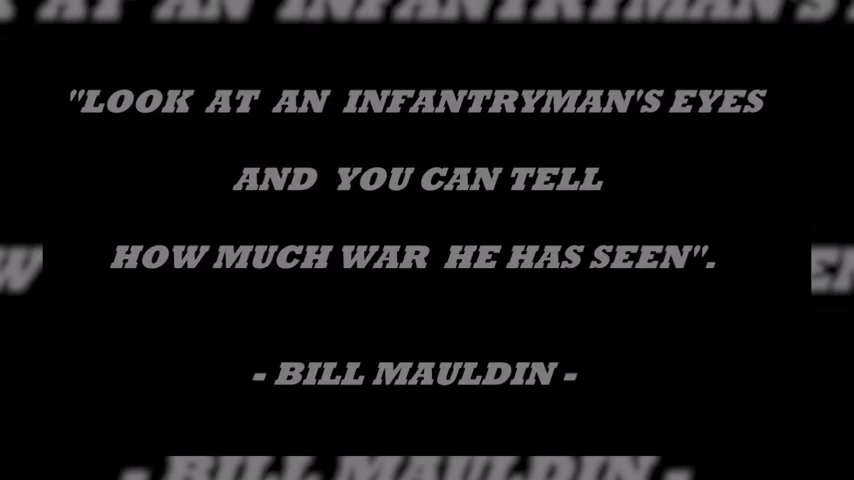 "LOOK AT AN INFANTRYMAN'S EYES
AND YOU CAN TELL
HOW MUCH WAR HE HAS SEEN".
- BILL MAULDIN -